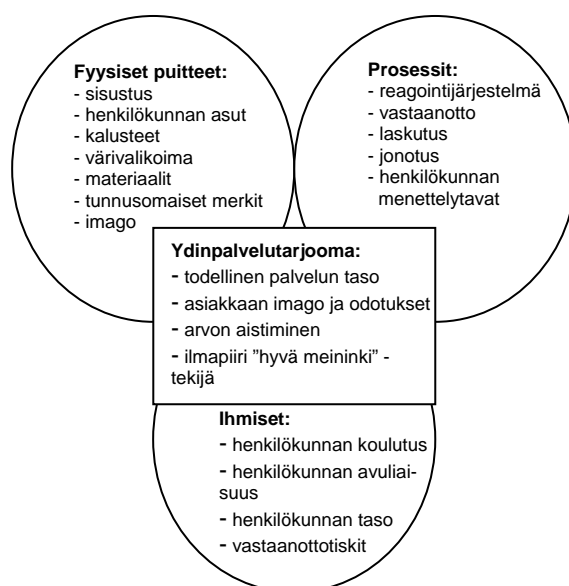 Fyysiset puitteet:
- sisustus
- henkilökunnan asut
- kalusteet
- värivalikoima
- materiaalit
- tunnusomaiset merkit
- imago
Prosessit:
- reagointijärjestelmä
- vastaanotto
- laskutus
- jonotus
- henkilökunnan
menettelytavat
Ydinpalvelutarjooma:
- todellinen palvelun taso
- asiakkaan imago ja odotukset
- arvon aistiminen
- ilmapiiri ”hyvä meininki” -
tekijä
Ihmiset:
- henkilökunnan koulutus
- henkilökunnan avuliai-
suus
- henkilökunnan taso
- vastaanottotiskit